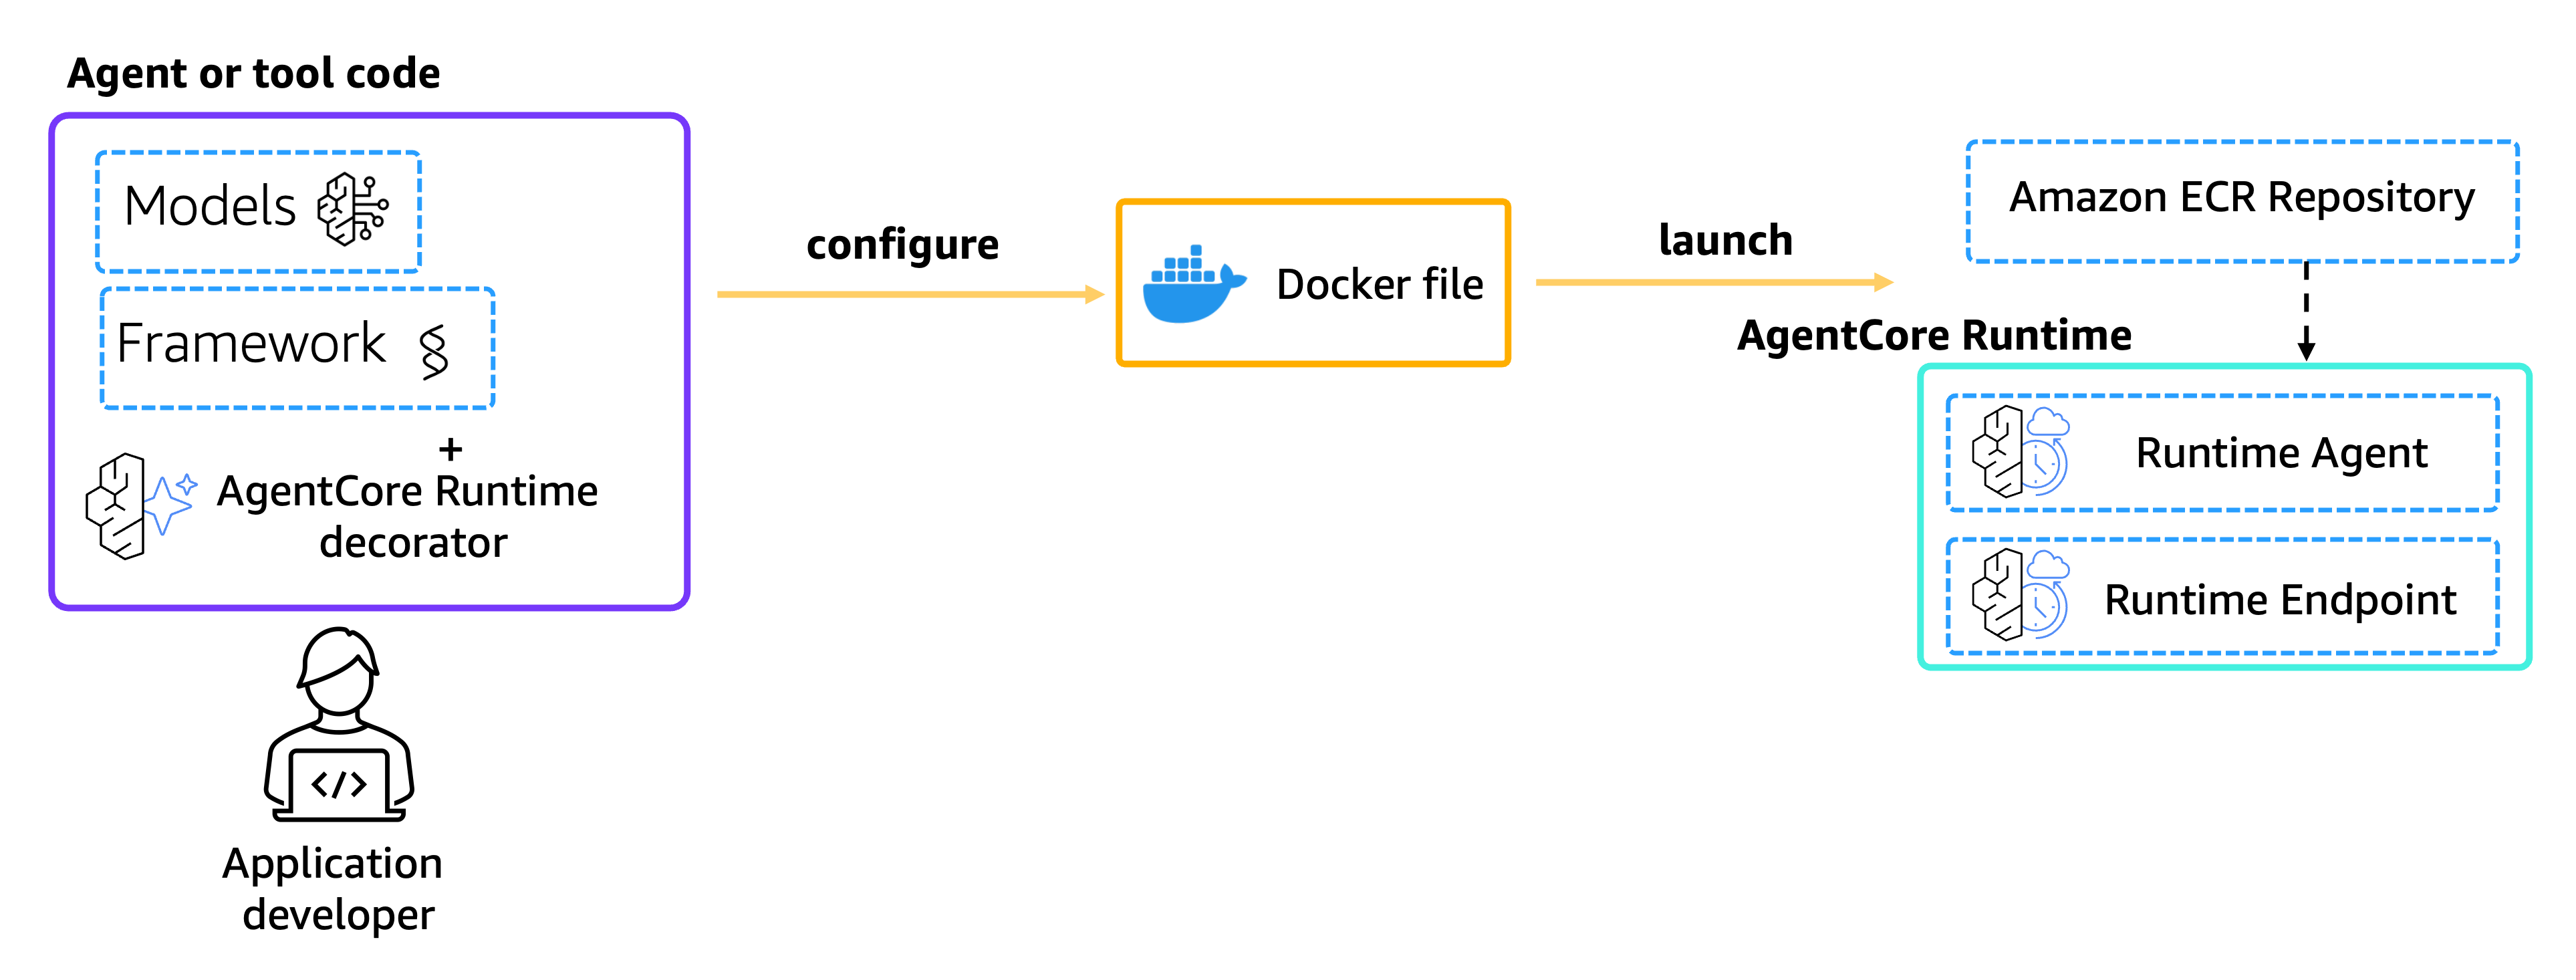 Agent or tool code
Models
Framework
+
AgentCore Runtime
decorator
</>
Application
developer
configure
Docker file
launch
Amazon ECR Repository
AgentCore Runtime
Runtime Agent
Runtime Endpoint